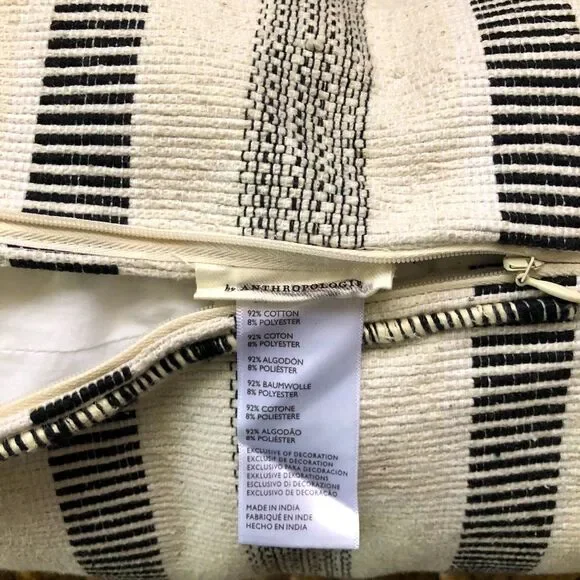 by ANTHROPOLOGIE
92% COTTON
8% POLYESTER
92% COTON
8% POLYESTER
92% ALGODÓN
8% POLIÉSTER
92% BAUMWOLLE
8% POLYESTER
92% COTONE
8% POLIESTERE
92% ALGODÃO
8% POLIÉSTER
EXCLUSIVE OF DECORATION
EXCLUSIF DE DECORATION
EXCLUSIVO PARA DECORACIÓN
EXKLUSIVE DEKORATIONS
ESCLUSIVO DI DECORAZIONE
EXCLUSIVO DE DECORAÇÃO
MADE IN INDIA
FABRIQUÉ EN INDE
HECHO EN INDIA